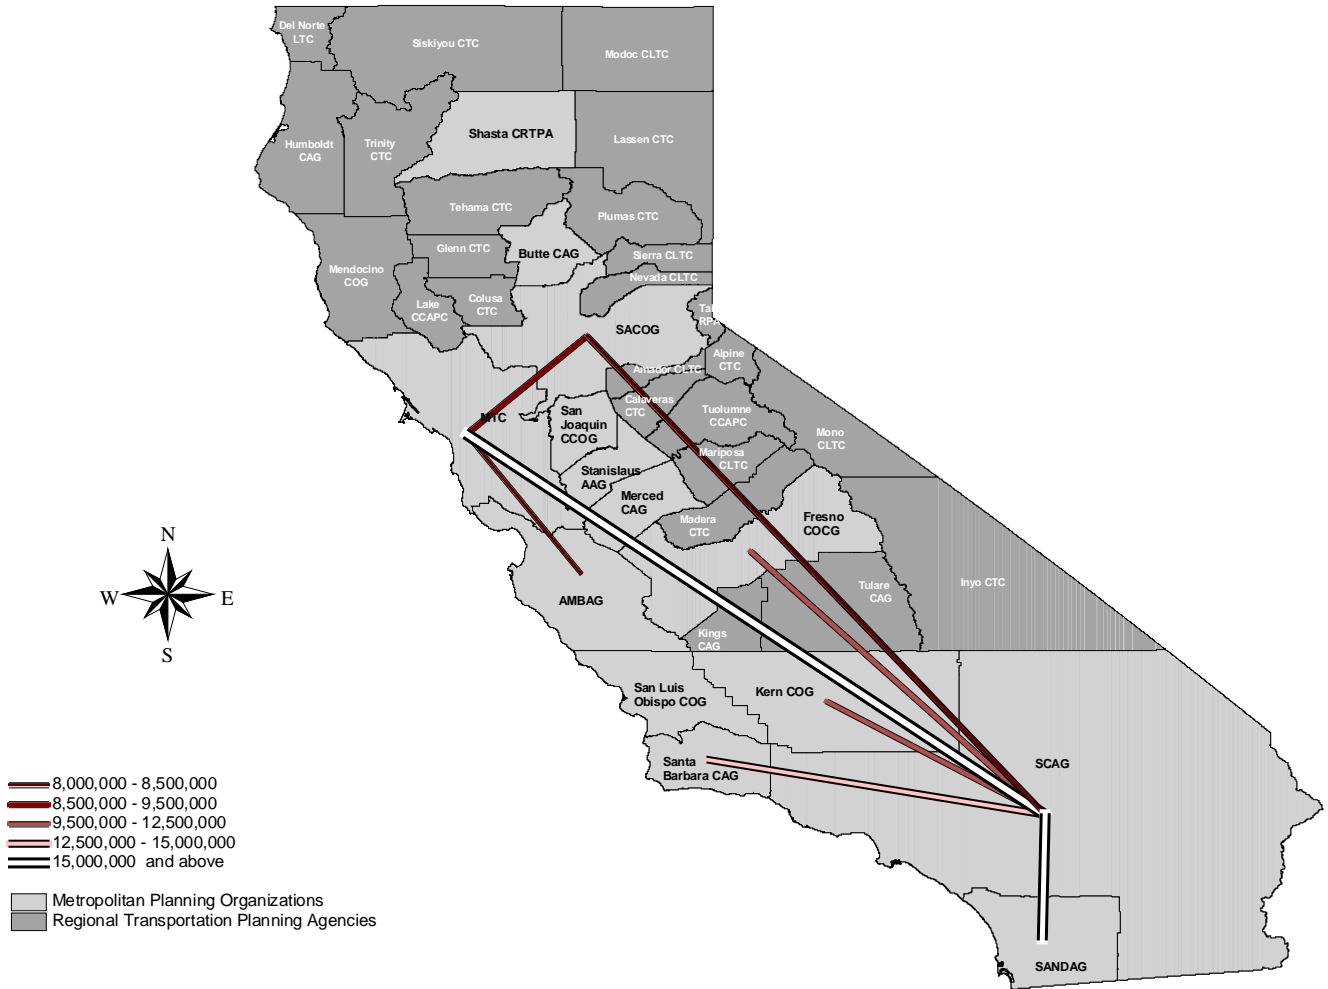 Del Norte
LTC
Siskiyou CTC
Modoc CLTC
Humboldt
CAG
Trinity
CTC
Shasta CRTPA
Lassen CTC
Tehama CTC
Plumas CTC
Glenn CTC
Butte CAG
Sierra CLTC
Nevada CLTC
Mendocino
COG
Lake
CCAPC
Colusa
CTC
SACOG
Ta
RPA
Alpine
CTC
Amador CLTC
Calaveras
CTC
Tuolumne
CCAPC
Mono
CLTC
MTC
San
Joaquin
CCOG
Mariposa
CLTC
Stanislaus
AAG
Merced
CAG
Madera
CTC
Fresno
COCG
N
W
E
S
AMBAG
Tulare
CAG
Inyo CTC
Kings
CAG
San Luis
Obispo COG
Kern COG
Santa
Barbara CAG
SCAG
SANDAG
8,000,000 - 8,500,000
8,500,000 - 9,500,000
9,500,000 - 12,500,000
12,500,000 - 15,000,000
15,000,000 and above
Metropolitan Planning Organizations
Regional Transportation Planning Agencies